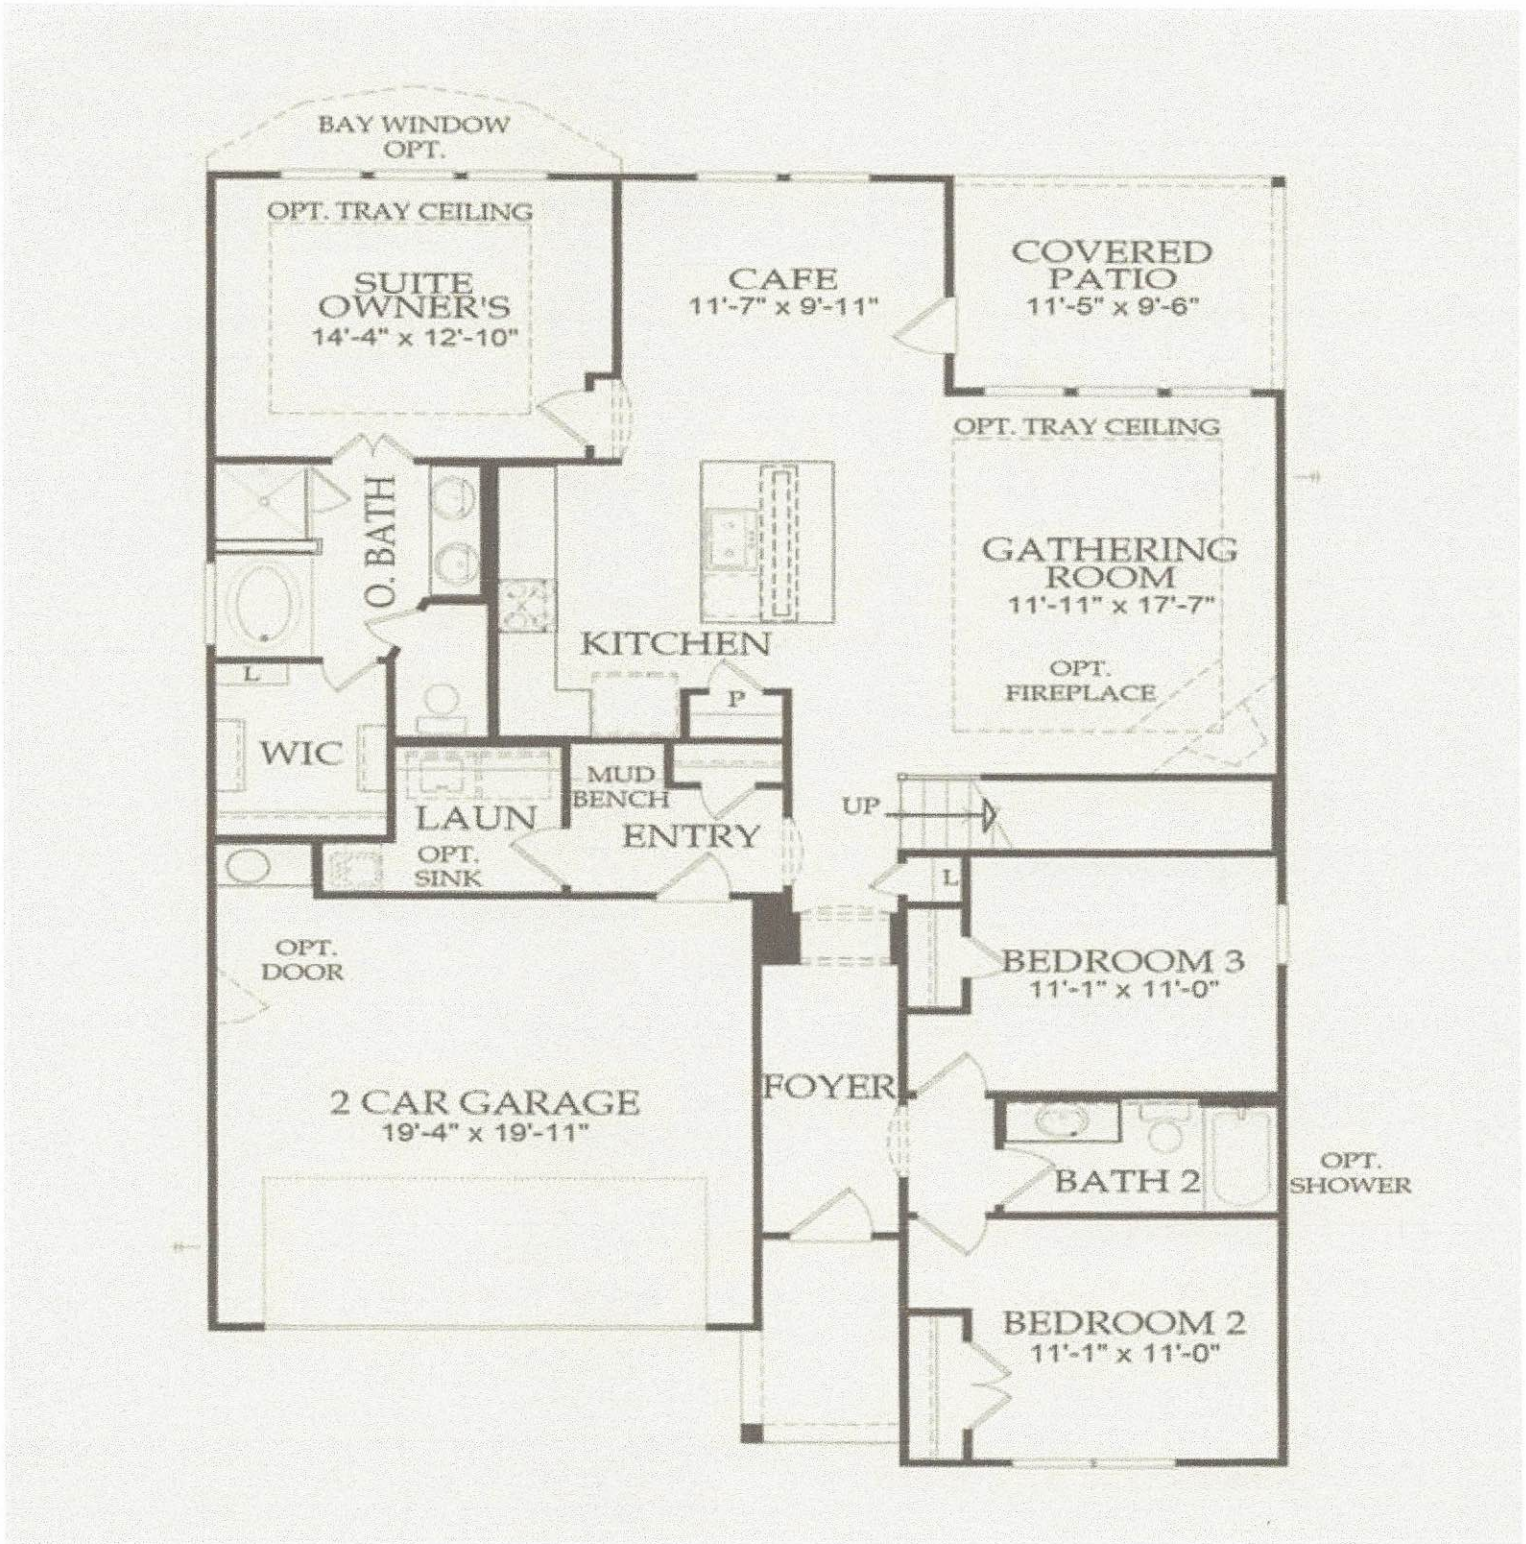 BAY WINDOW
OPT.
OPT. TRAY CEILING
SUITE
OWNER'S
14'-4" x 12'-10"
CAFE
11'-7" x 9'-11"
COVERED
PATIO
11'-5" x 9'-6"
OPT. TRAY CEILING
O. BATH
GATHERING
ROOM
11'-11" x 17'-7"
KITCHEN
OPT.
FIREPLACE
L
P
WIC
MUD
BENCH
LAUN
OPT.
SINK
ENTRY
UP
L
OPT.
DOOR
BEDROOM 3
11'-1" x 11'-0"
2 CAR GARAGE
19'-4" x 19'-11"
FOYER
BATH 2
OPT.
SHOWER
BEDROOM 2
11'-1" x 11'-0"